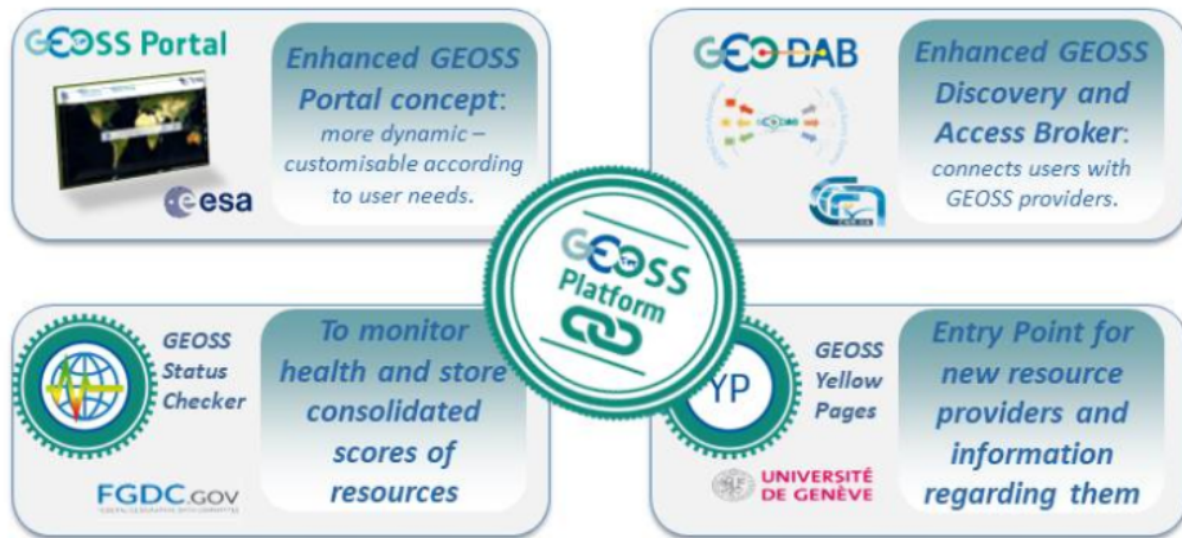 GEOSS Portal
Enhanced GEOSS
Portal concept:
more dynamic –
customisable according
to user needs.
esa
GEO DAB
Enhanced GEOSS
Discovery and
Access Broker:
connects users with
GEOSS providers.
GEOSS
Platform
GEOSS
Status
Checker
FGDC.GOV
To monitor
health and store
consolidated
scores of
resources
YP
GEOSS
Yellow
Pages
UNIVERSITÉ
DE GENÈVE
Entry Point for
new resource
providers and
information
regarding them